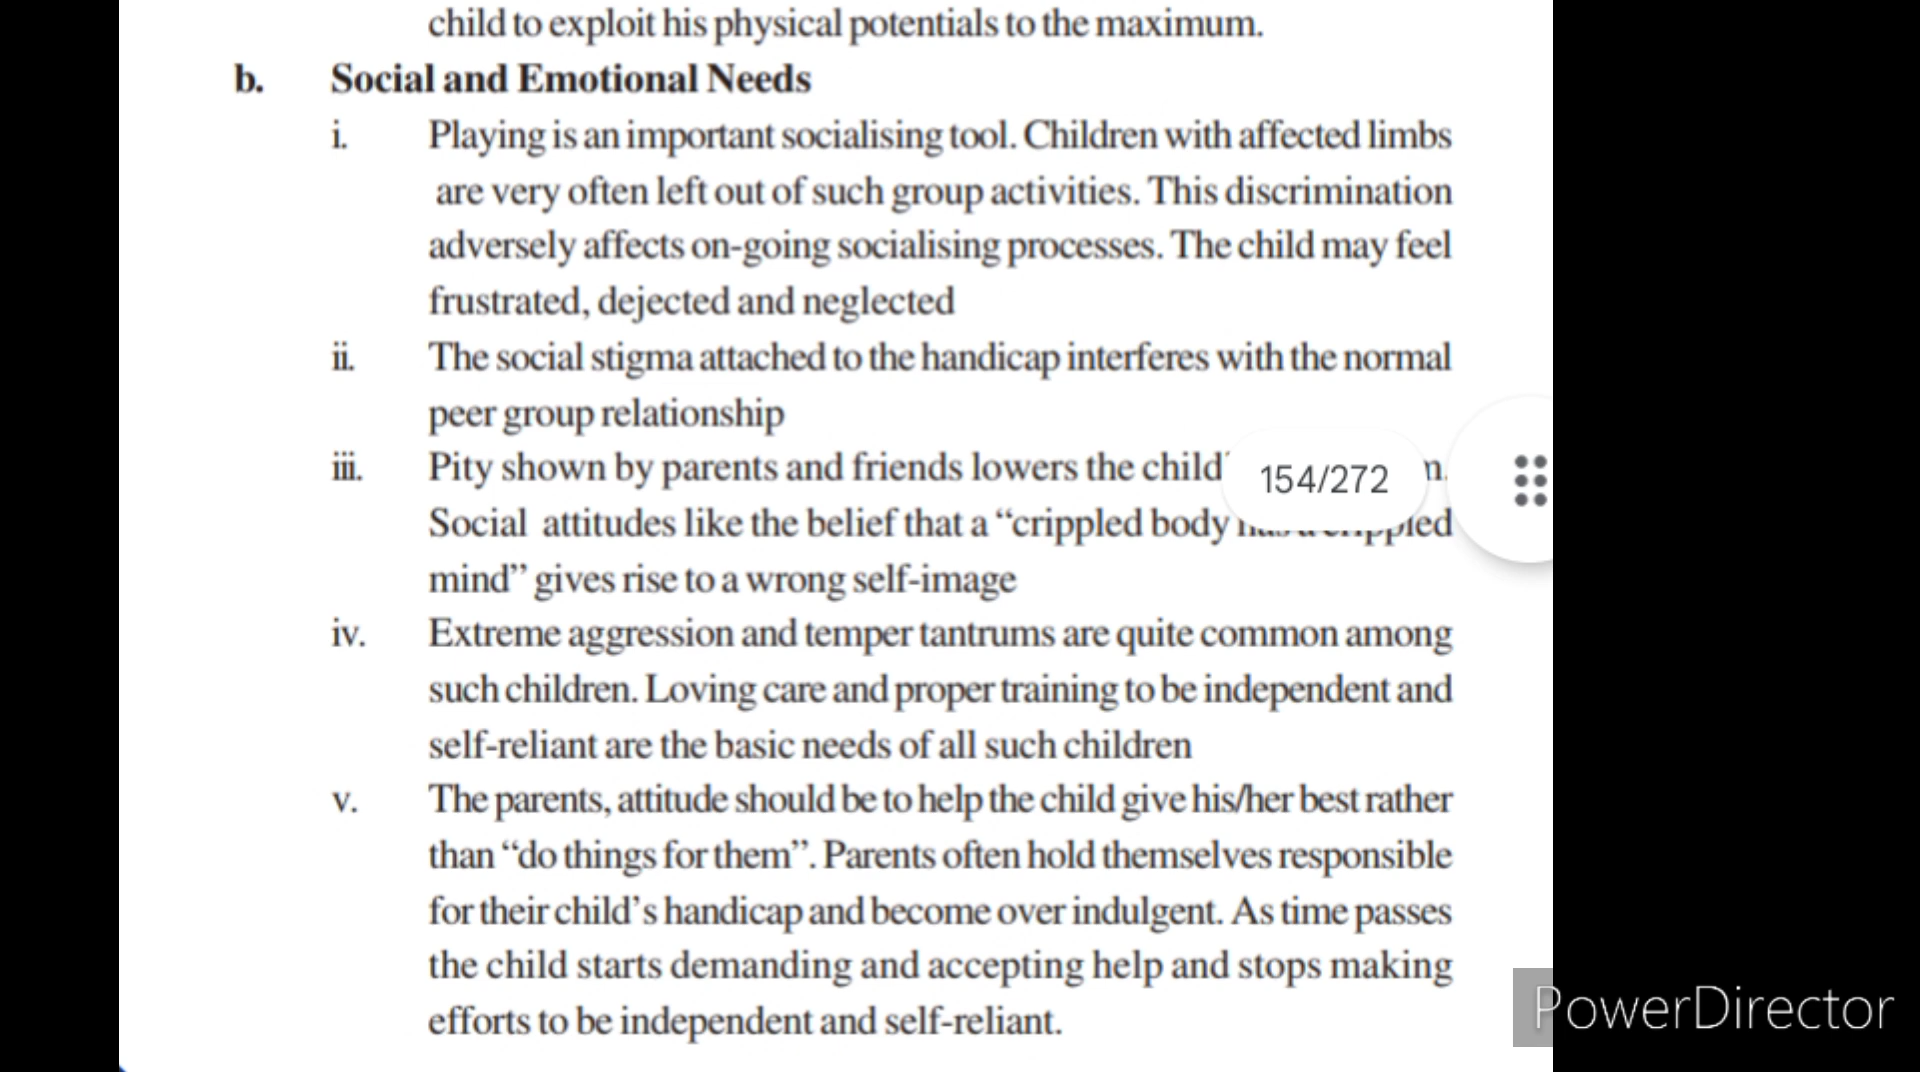 child to exploit his physical potentials to the maximum.
b. Social and Emotional Needs
i. Playing is an important socialising tool. Children with affected limbs
are very often left out of such group activities. This discrimination
adversely affects on-going socialising processes. The child may feel
frustrated, dejected and neglected
ii. The social stigma attached to the handicap interferes with the normal
peer group relationship
iii. Pity shown by parents and friends lowers the child'
154/272
Social attitudes like the belief that a “crippled body has a crippled
mind” gives rise to a wrong self-image
iv. Extreme aggression and temper tantrums are quite common among
such children. Loving care and proper training to be independent and
self-reliant are the basic needs of all such children
v. The parents, attitude should be to help the child give his/her best rather
than “do things for them”. Parents often hold themselves responsible
for their child’s handicap and become over indulgent. As time passes
the child starts demanding and accepting help and stops making
efforts to be independent and self-reliant.
PowerDirector